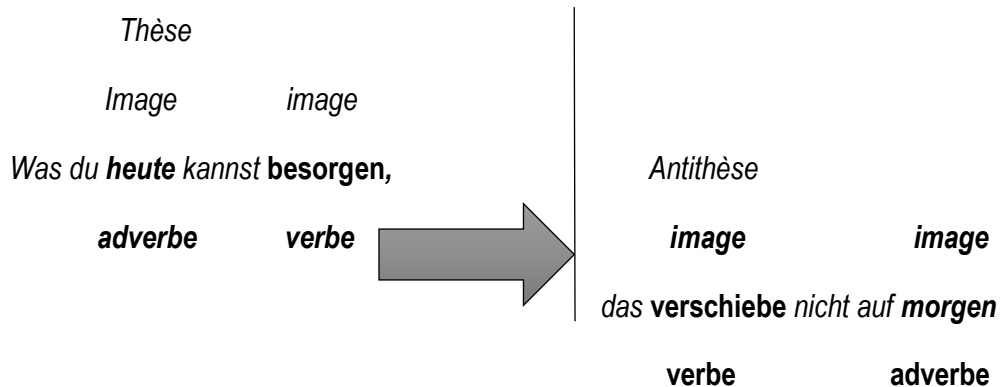 Thèse
Image image
Was du heute kannst besorgen,
adverbe verbe
Antithèse
image image
das verschiebe nicht auf morgen
verbe adverbe